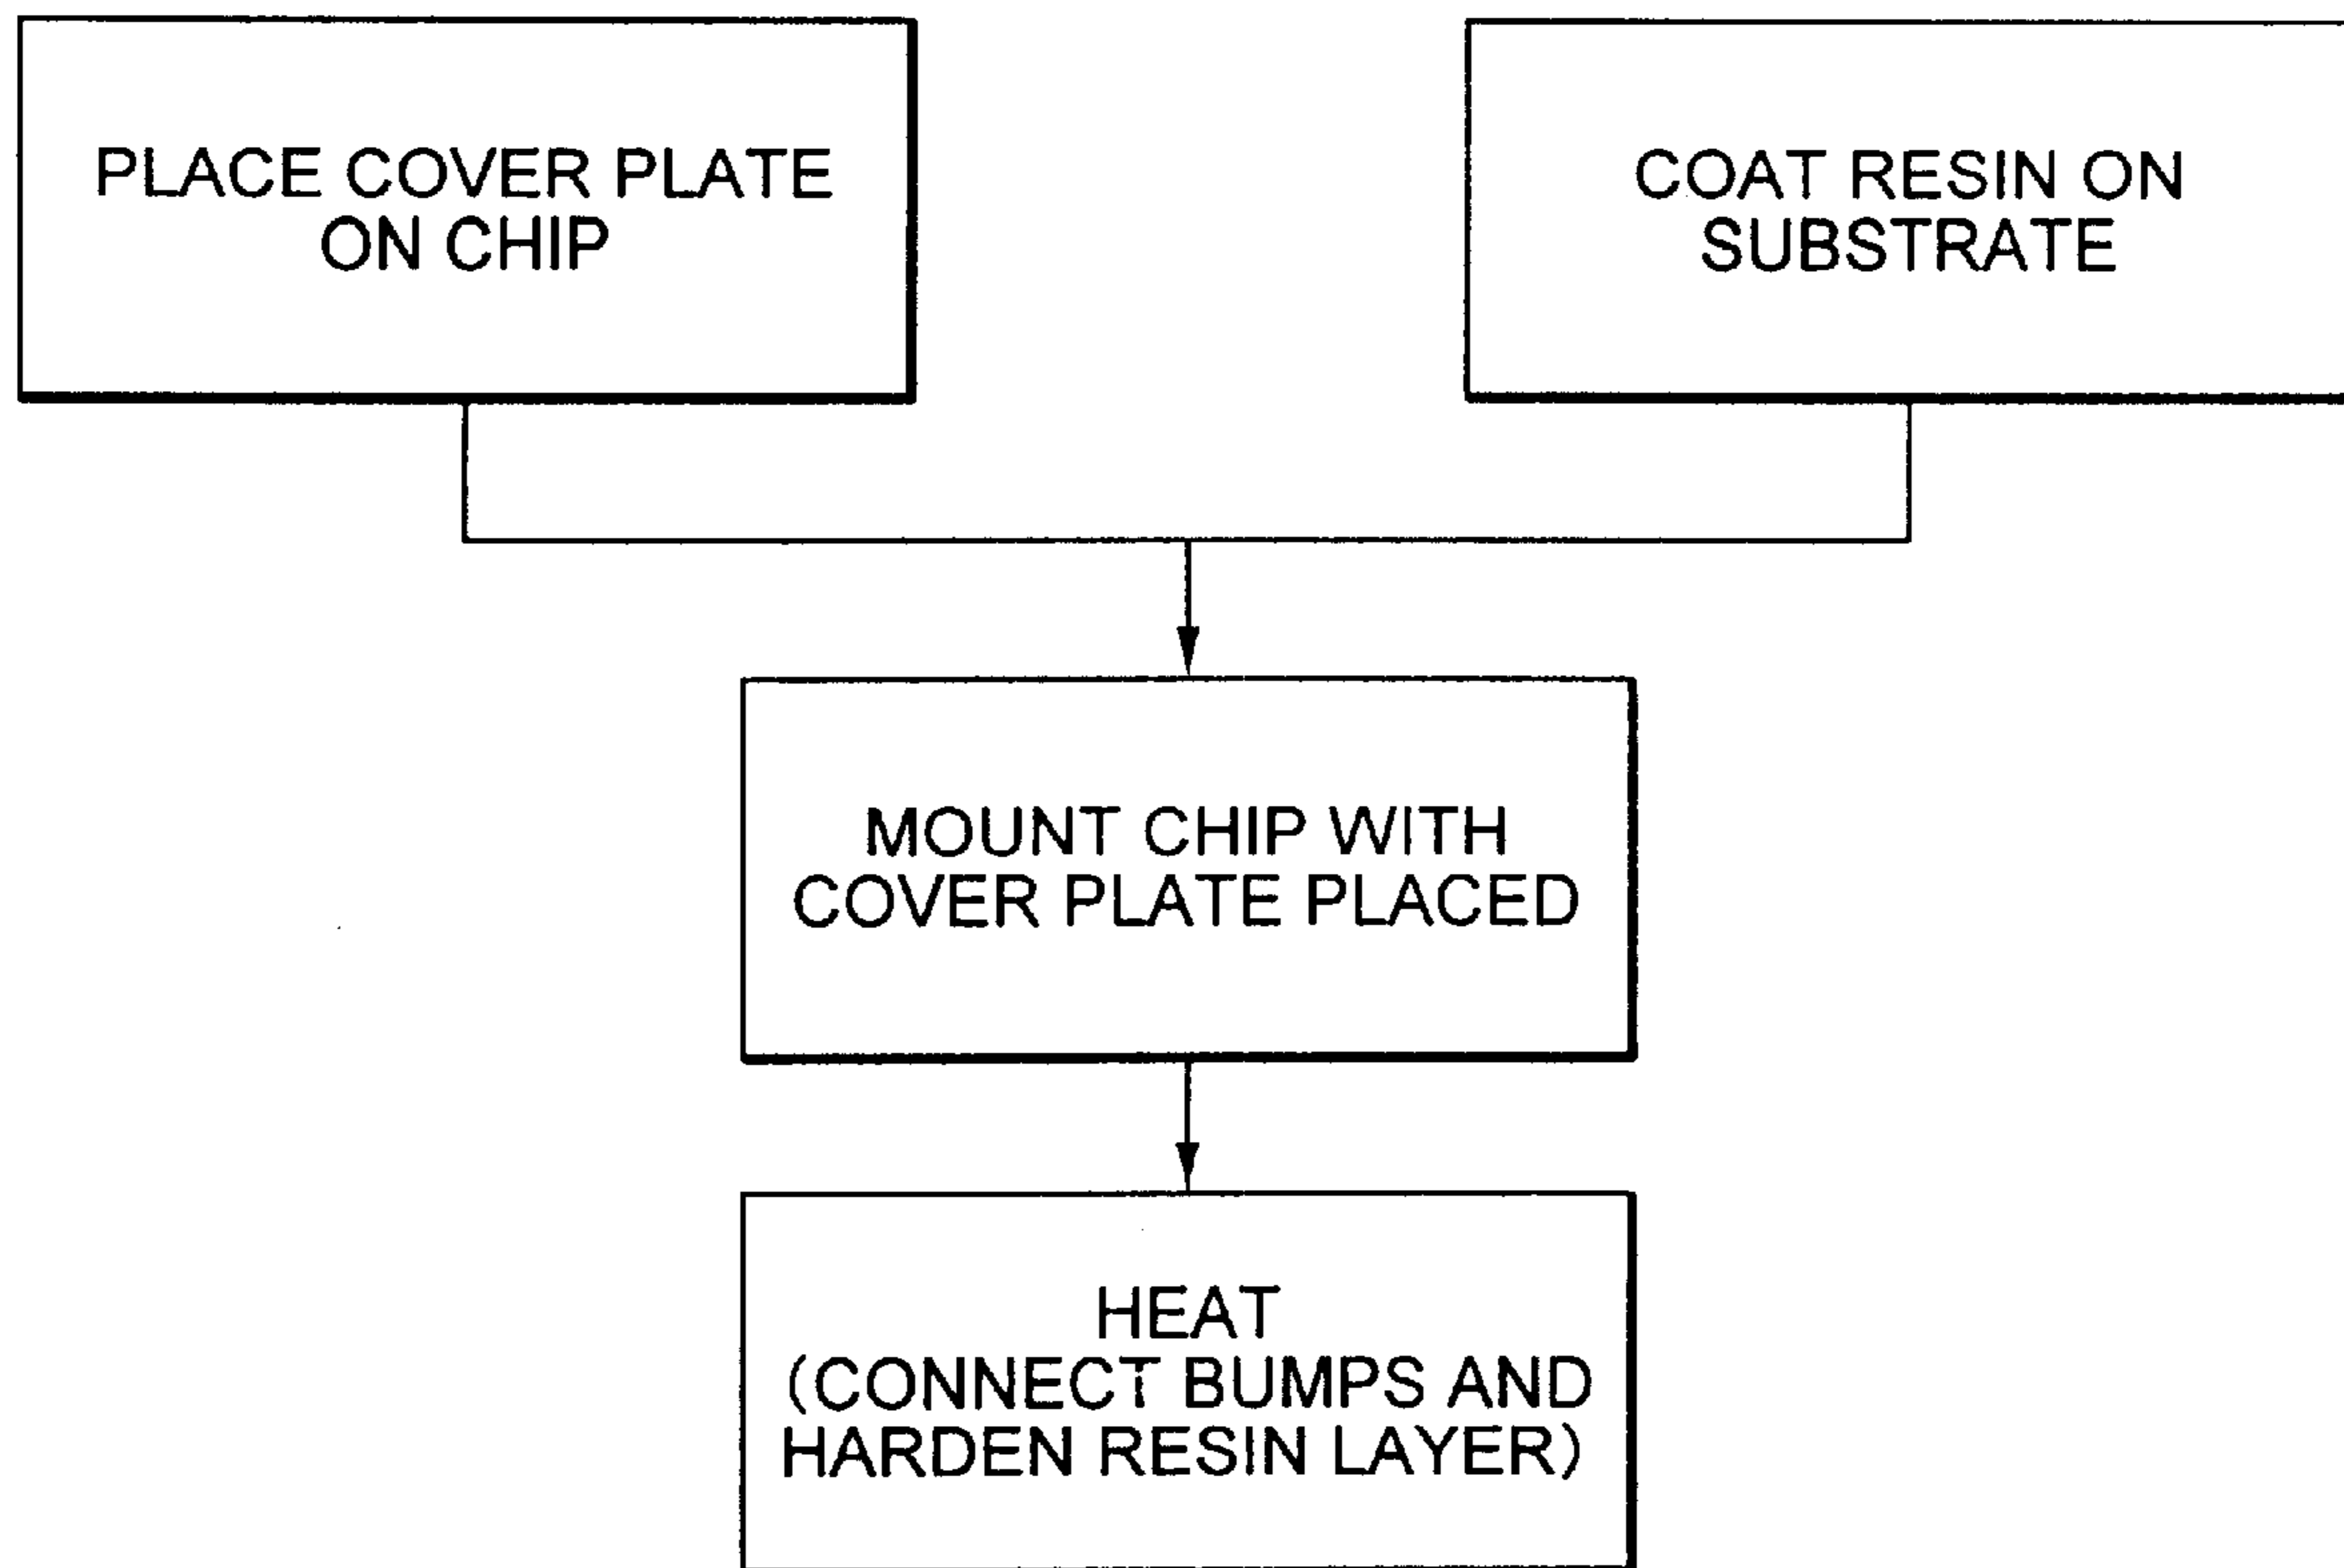 PLACE COVER PLATE
ON CHIP
COAT RESIN ON
SUBSTRATE
MOUNT CHIP WITH
COVER PLATE PLACED
HEAT
(CONNECT BUMPS AND
HARDEN RESIN LAYER)